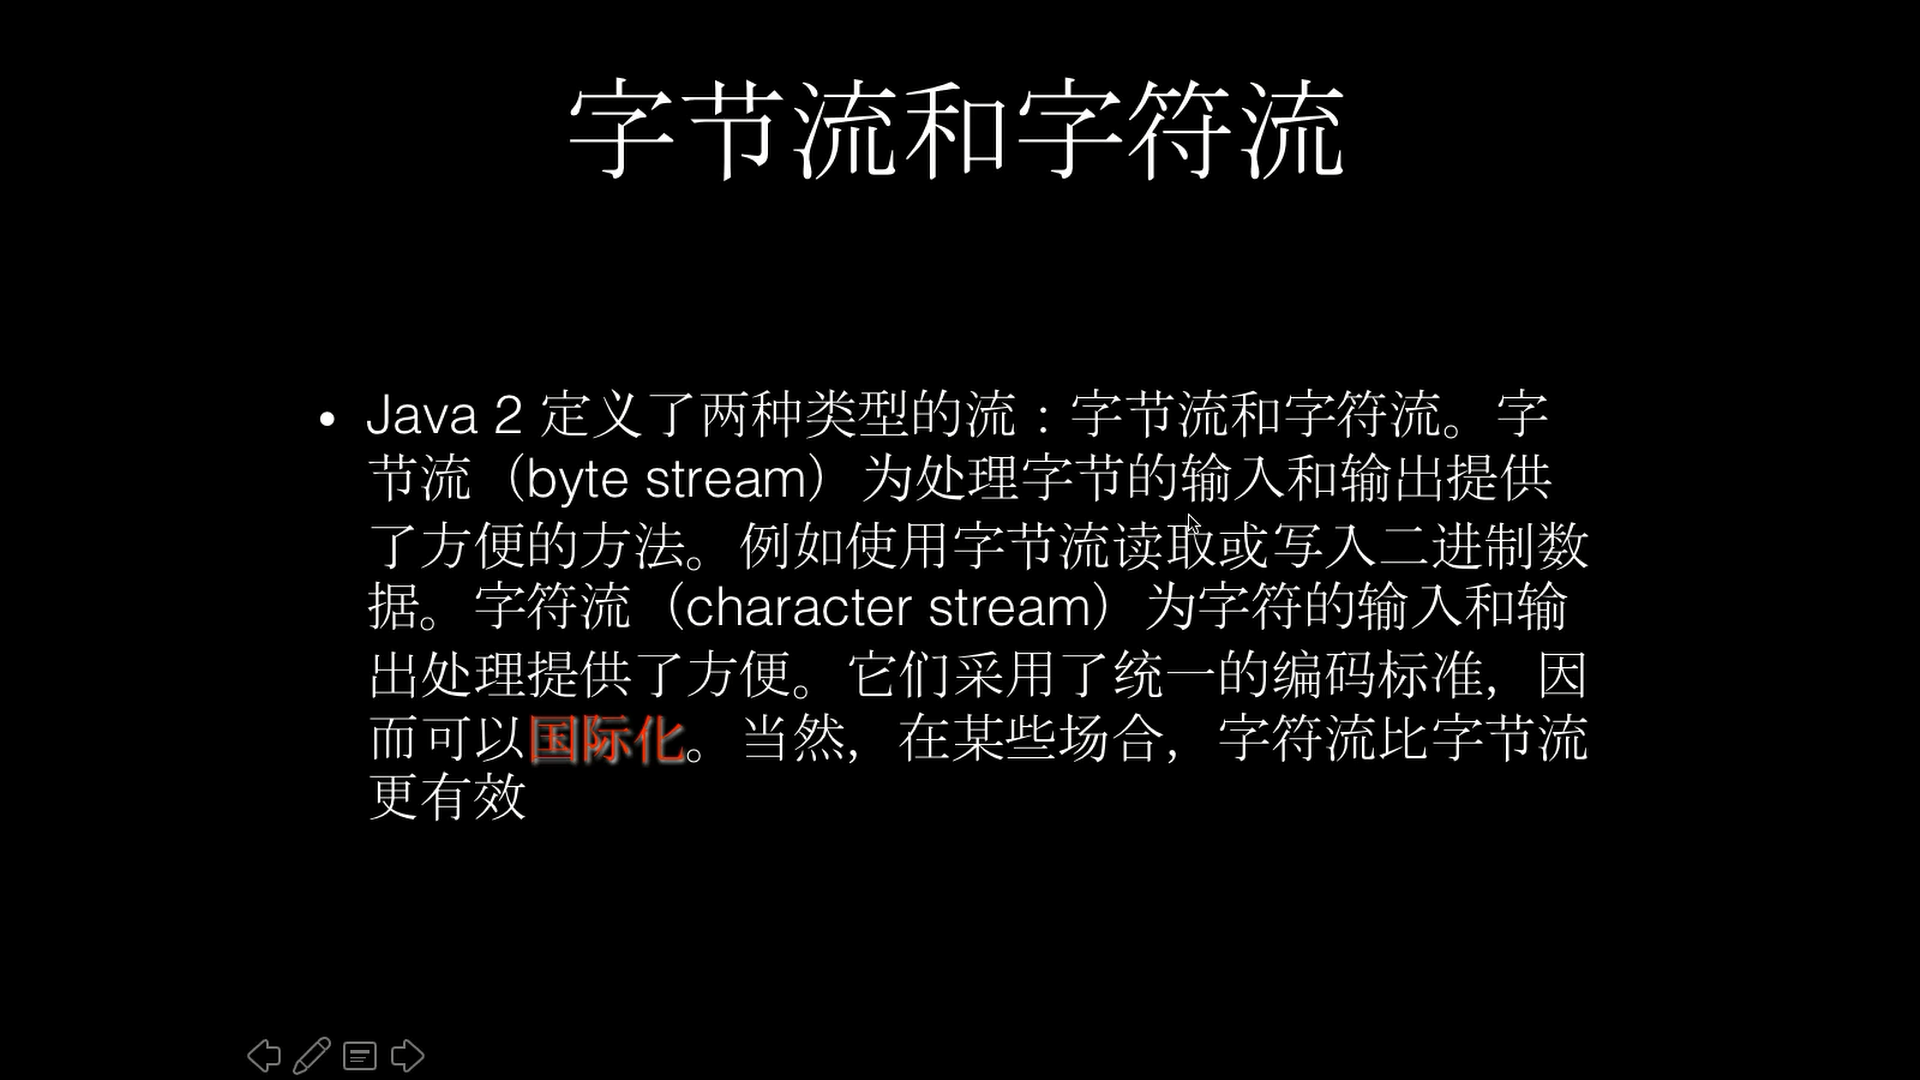 字节流和字符流
• Java 2 定义了两种类型的流：字节流和字符流。字
节流（byte stream）为处理字节的输入和输出提供
了方便的方法。例如使用字节流读取或写入二进制数
据。字符流（character stream）为字符的输入和输
出处理提供了方便。它们采用了统一的编码标准，因
而可以国际化。当然，在某些场合，字符流比字节流
更有效